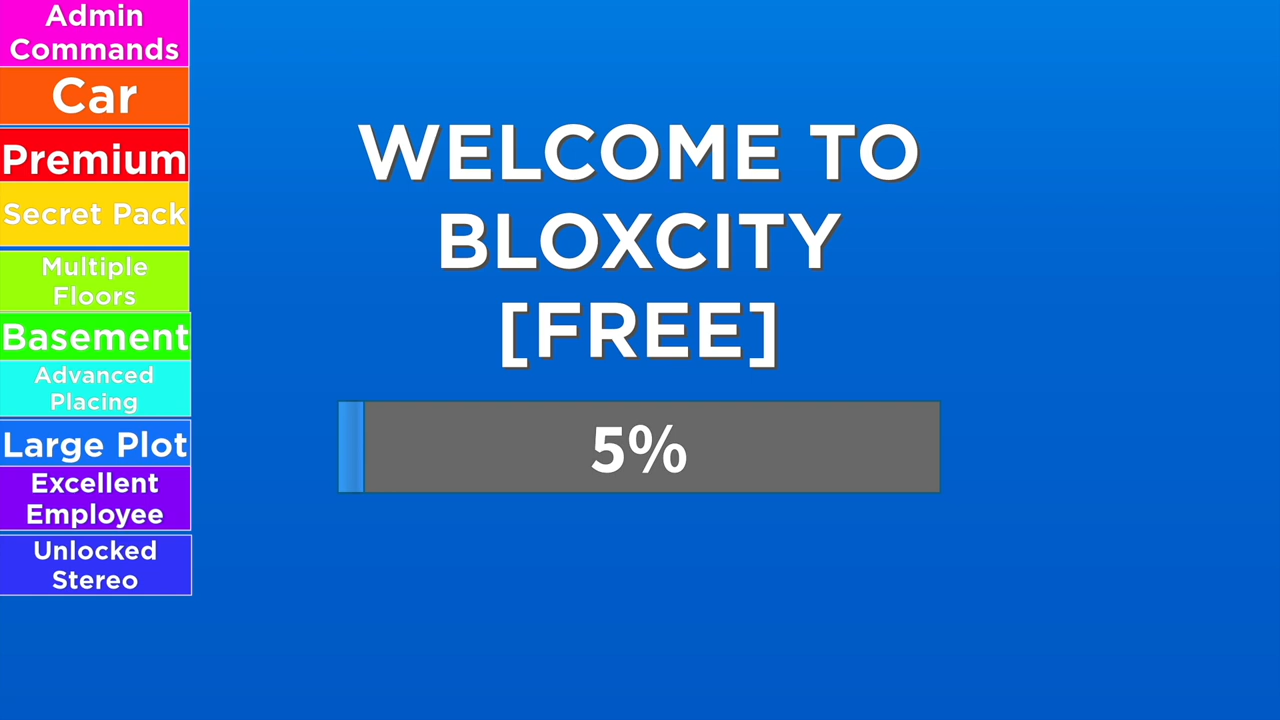 Admin
Commands
Car
Premium
Secret Pack
Multiple
Floors
Basement
Advanced
Placing
Large Plot
Excellent
Employee
Unlocked
Stereo
WELCOME TO
BLOXCITY
[FREE]
5%